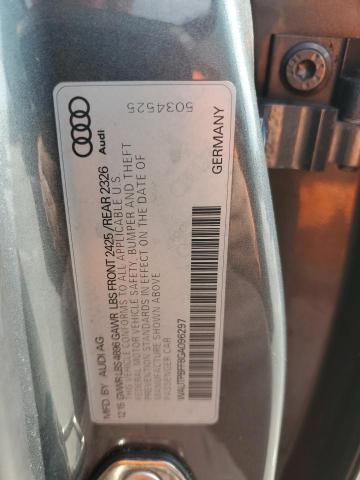 5034525
Audi
GERMANY
MFD. BY AUDI AG
12/15 GVWR LBS 4696 GAWR LBS FRONT 2425 /REAR 2326
THIS VEHICLE CONFORMS TO ALL APPLICABLE U S
FEDERAL MOTOR VEHICLE SAFETY, BUMPER AND THEFT
PREVENTION STANDARDS IN EFFECT ON THE DATE OF
MANUFACTURE SHOWN ABOVE
PASSENGER CAR